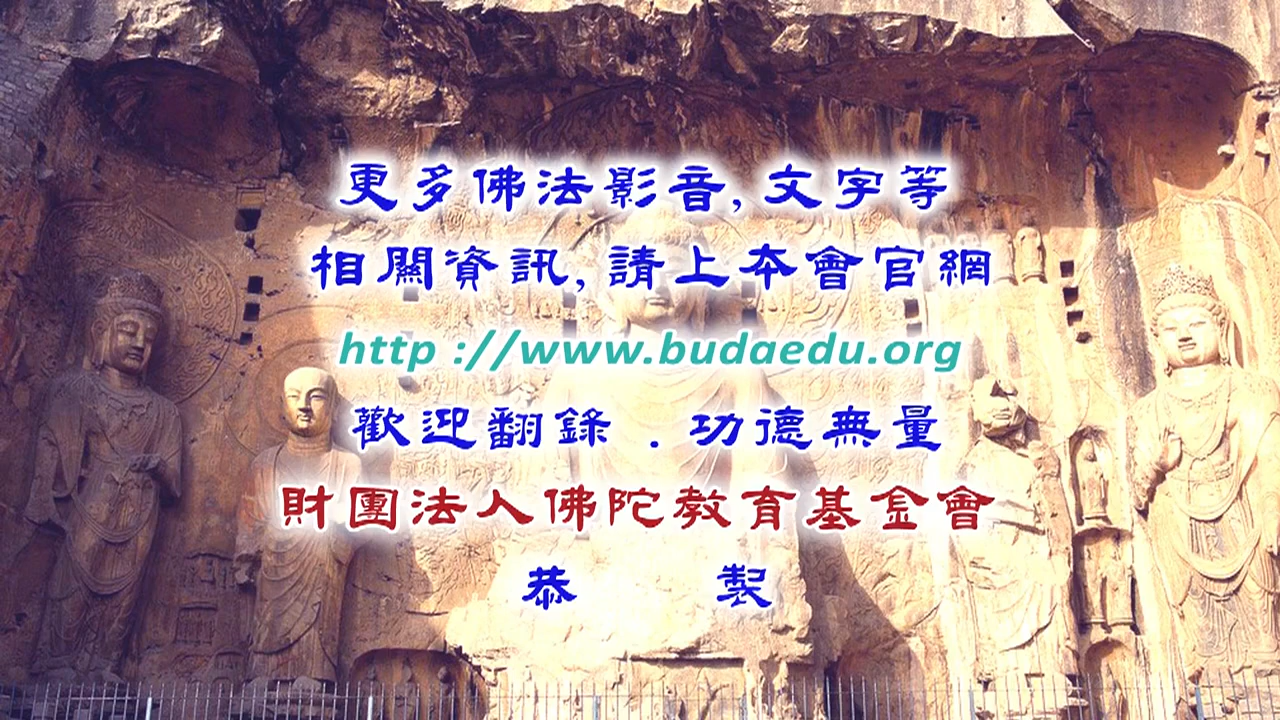 更多佛法影音,文字等
相關資訊,請上本會官網
http ://www.budaedu.org
歡迎翻錄 . 功德無量
財團法人佛陀教育基金會
恭 製